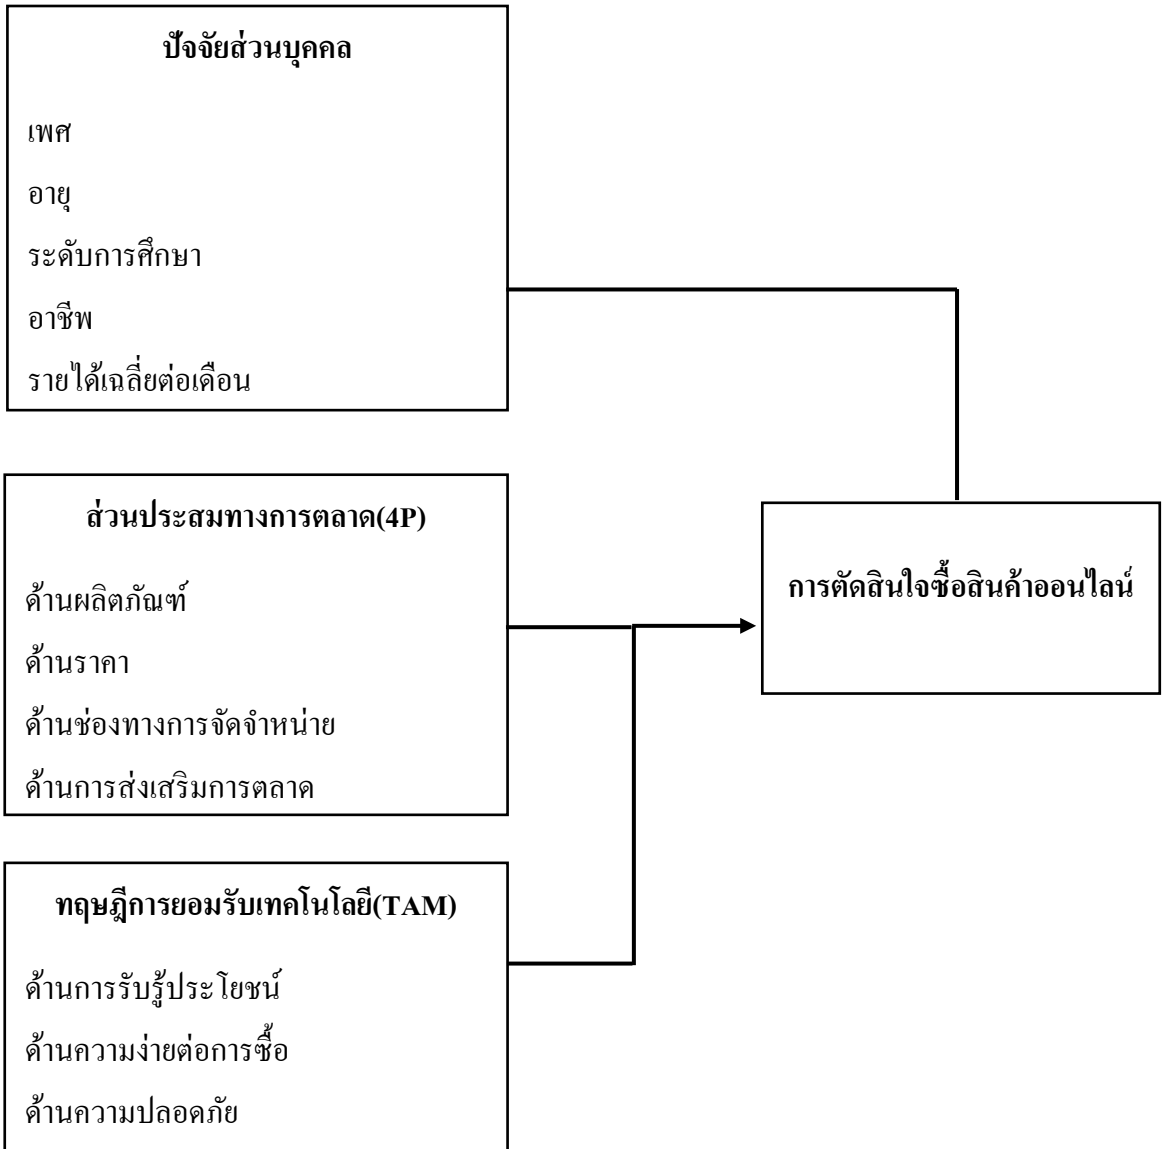 ปัจจัยส่วนบุคคล
เพศ
อายุ
ระดับการศึกษา
อาชีพ
รายได้เฉลี่ยต่อเดือน
ส่วนประสมทางการตลาด(4P)
ด้านผลิตภัณฑ์
ด้านราคา
ด้านช่องทางการจัดจำหน่าย
ด้านการส่งเสริมการตลาด
การตัดสินใจซื้อสินค้าออนไลน์
ทฤษฎีการยอมรับเทคโนโลยี(TAM)
ด้านการรับรู้ประโยชน์
ด้านความง่ายต่อการซื้อ
ด้านความปลอดภัย